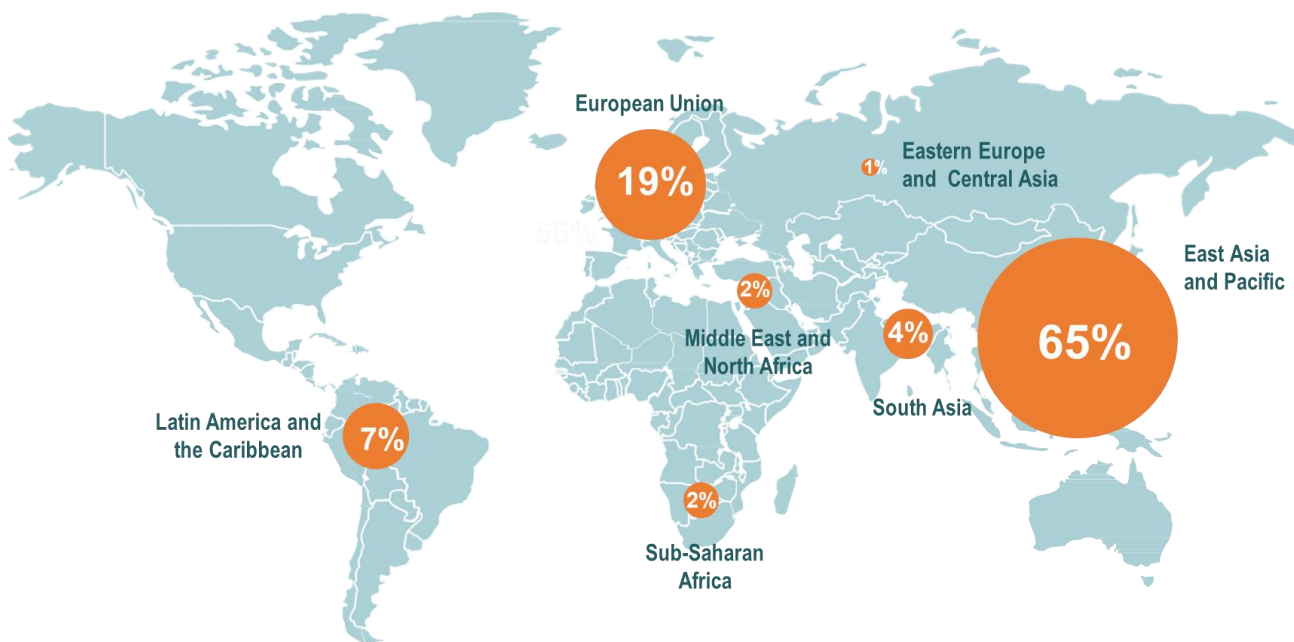 European Union
19%
1%
Eastern Europe
and Central Asia
East Asia
and Pacific
65%
2%
Middle East and
North Africa
4%
South Asia
Latin America and
the Caribbean
7%
2%
Sub-Saharan
Africa